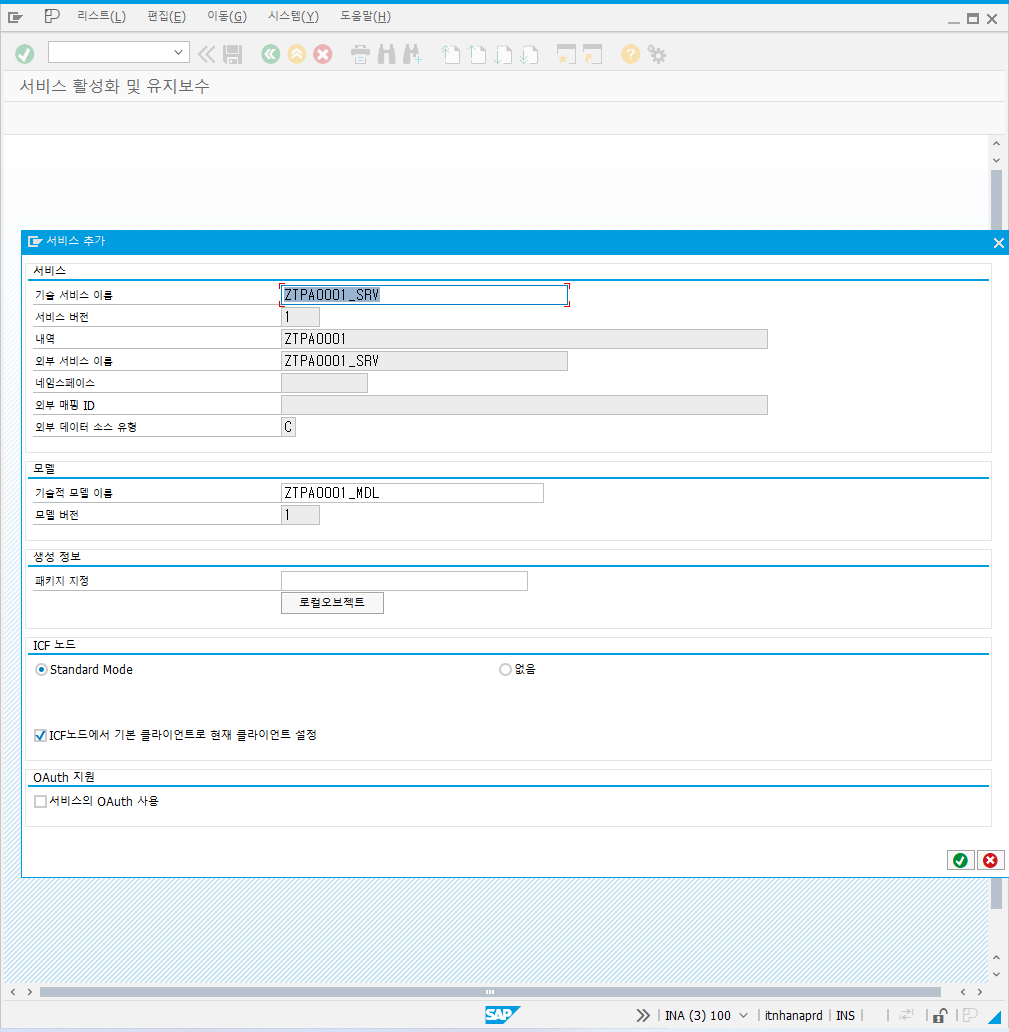 리스트(L) 편집(E) 이동(G) 시스템(Y) 도움말(H)
서비스 활성화 및 유지보수
서비스 추가
서비스
기술 서비스 이름 ZTPA0001_SRV
서비스 버전 1
내역 ZTPA0001
외부 서비스 이름 ZTPA0001_SRV
네임스페이스
외부 매핑 ID
외부 데이터 소스 유형 C
모델
기술적 모델 이름 ZTPA0001_MDL
모델 버전 1
생성 정보
패키지 지정
로컬오브젝트
ICF 노드
Standard Mode 없음
ICF노드에서 기본 클라이언트로 현재 클라이언트 설정
OAuth 지원
서비스의 OAuth 사용
SAP INA (3) 100 itnhanaprd INS